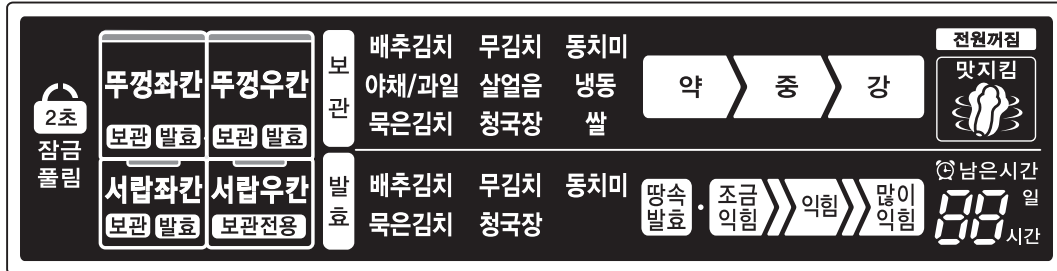 2초
잠금
풀림
뚜껑좌칸 뚜껑우칸
보관 발효 보관 발효
서랍좌칸 서랍우칸
보관 발효 보관전용
보관
배추김치 무김치 동치미
야채/과일 살얼음 냉동
묵은김치 청국장 쌀
약 중 강
전원꺼짐
맛지킴
발효
배추김치 무김치 동치미
묵은김치 청국장
땅속
발효
·
조금
익힘
익힘
많이
익힘
남은시간
88 일
시간